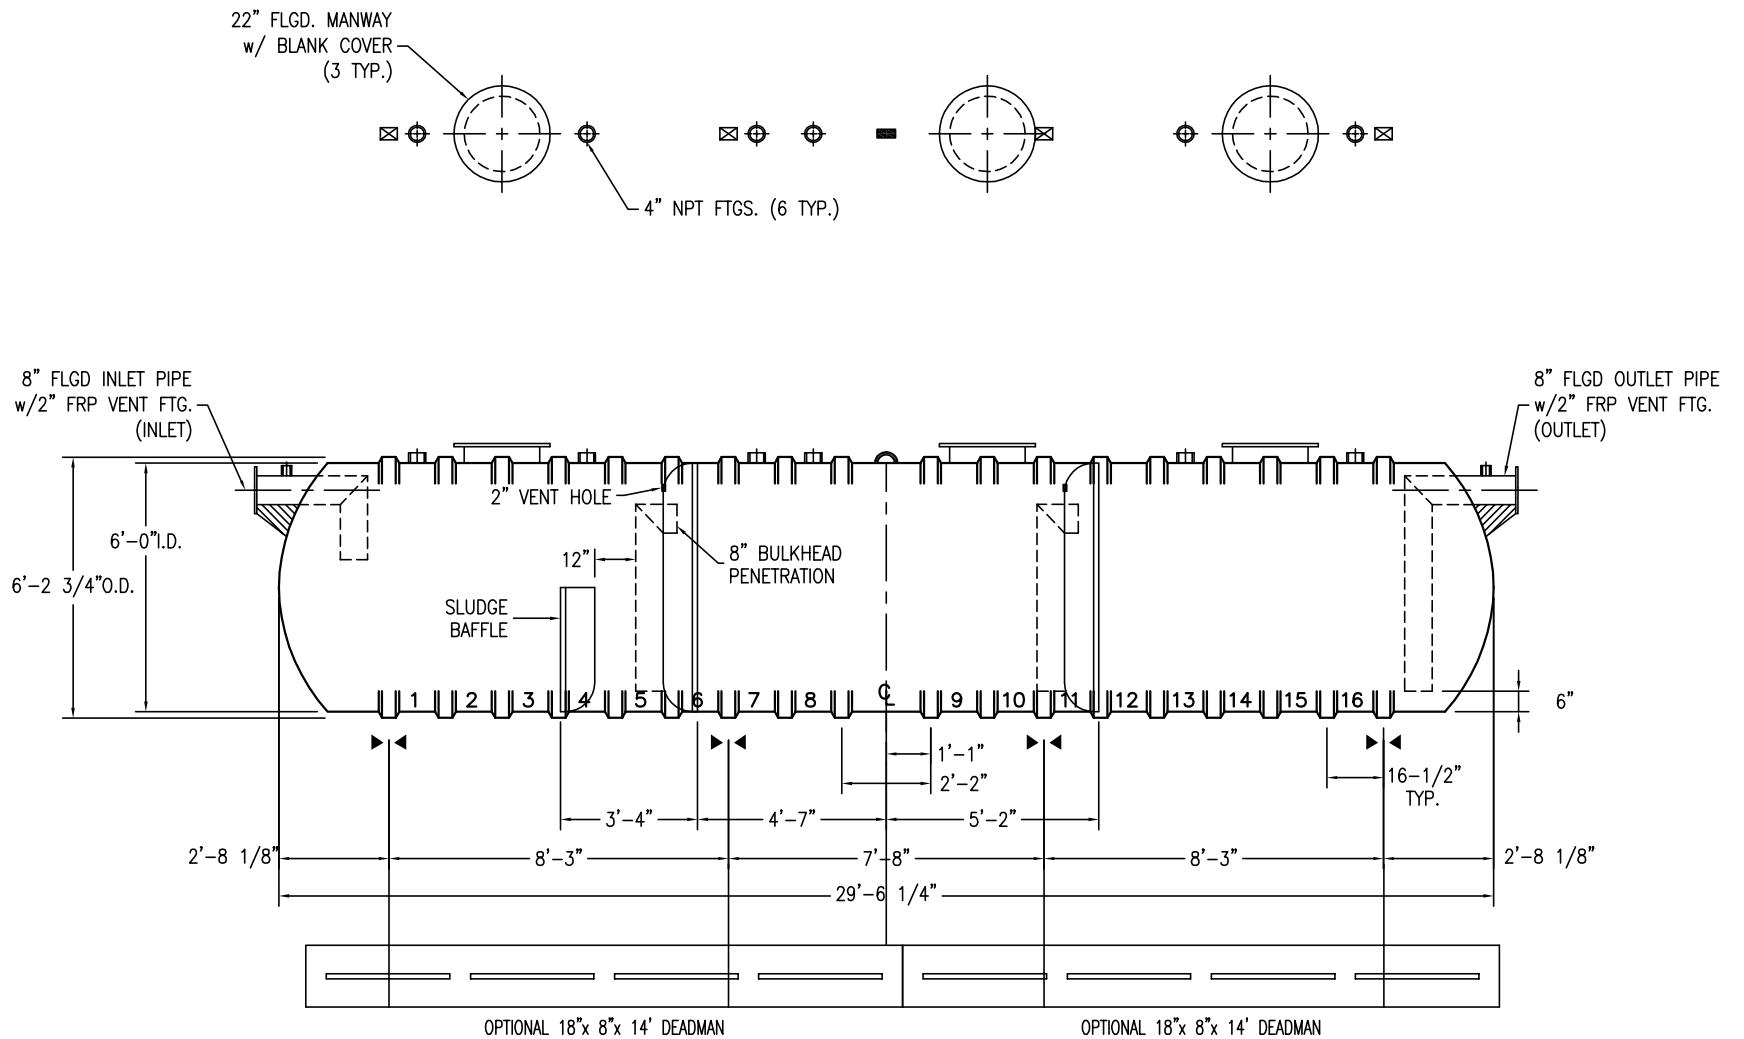 22" FLGD. MANWAY
w/ BLANK COVER
(3 TYP.)
4" NPT FTGS. (6 TYP.)
8" FLGD INLET PIPE
w/2" FRP VENT FTG.
(INLET)
8" FLGD OUTLET PIPE
w/2" FRP VENT FTG.
(OUTLET)
2" VENT HOLE
6'-0"I.D.
12"
8" BULKHEAD
PENETRATION
6'-2 3/4"O.D.
SLUDGE
BAFFLE
1 2 3 4 5 6 7 8 CL 9 10 11 12 13 14 15 16
6"
1'-1"
2'-2"
16-1/2"
TYP.
3'-4" 4'-7" 5'-2"
2'-8 1/8" 8'-3" 7'-8" 8'-3" 2'-8 1/8"
29'-6 1/4"
OPTIONAL 18"x 8"x 14' DEADMAN
OPTIONAL 18"x 8"x 14' DEADMAN